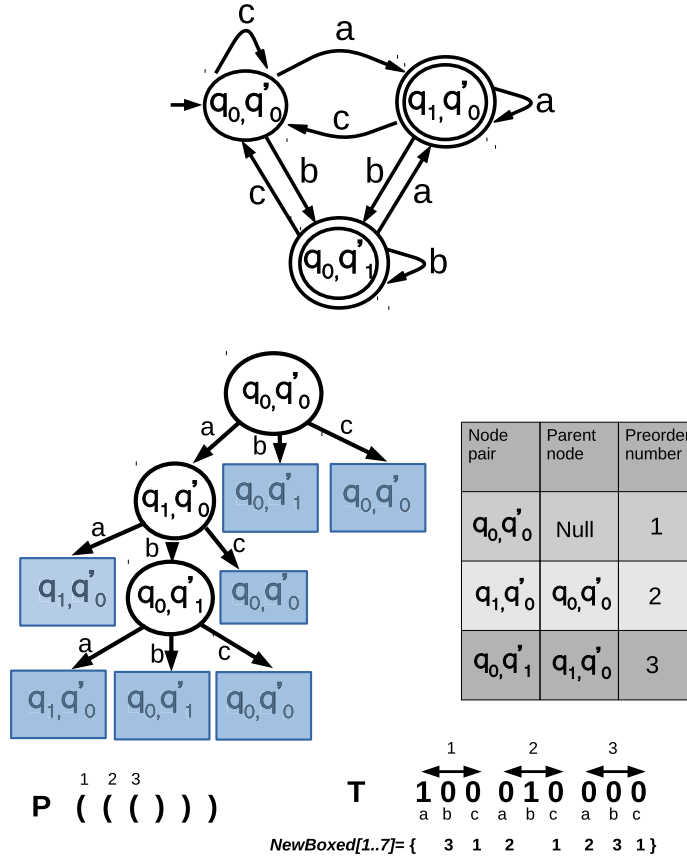 c
a
q0,q'0
q1,q'0
a
c
b
b
c
a
q0,q'1
b
q0,q'0
a
b
c
q1,q'0
q0,q'1
q0,q'0
a
b
c
q1,q'0
q0,q'1
q0,q'0
a
b
c
q1,q'0
q0,q'1
q0,q'0
Node pair
Parent node
Preorder number
q0,q'0
Null
1
q1,q'0
q0,q'0
2
q0,q'1
q1,q'0
3
1 2 3
P ( ( ( ) ) )
1 2 3
T 1 0 0 0 1 0 0 0 0
a b c a b c a b c
NewBoxed[1..7]= { 3 1 2 1 2 3 1 }